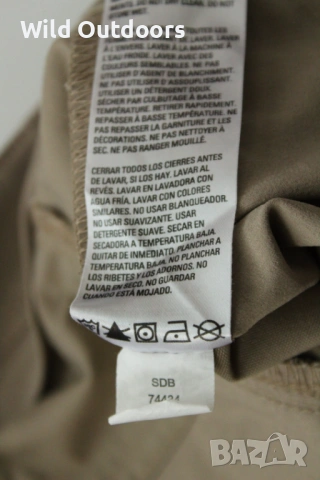 Wild Outdoors
L'ENVERS. LAVER À LA MACHINE À
L'EAU FROIDE. LAVER AVEC DES
COULEURS SEMBLABLES. NE PAS
UTILISER D'AGENT DE BLANCHIMENT.
NE PAS UTILISER D'ASSOUPLISSANT.
UTILISER UN DÉTERGENT DOUX.
SÉCHER PAR CULBUTAGE À BASSE
TEMPÉRATURE. RETIRER RAPIDEMENT.
REPASSER À BASSE TEMPÉRATURE. NE
PAS REPASSER LA GARNITURE ET LES
DÉCORATIONS. NE PAS NETTOYER À
SEC. NE PAS RANGER MOUILLÉ.
CERRAR TODOS LOS CIERRES ANTES
DE LAVAR, SI LOS HAY. LAVAR AL
REVÉS. LAVAR EN LAVADORA CON
AGUA FRÍA. LAVAR CON COLORES
SIMILARES. NO USAR BLANQUEADOR.
NO USAR SUAVIZANTE. USAR
DETERGENTE SUAVE. SECAR EN
SECADORA A TEMPERATURA BAJA.
QUITAR DE INMEDIATO. PLANCHAR A
TEMPERATURA BAJA. NO PLANCHAR
LOS RIBETES Y LOS ADORNOS. NO
LAVAR EN SECO. NO GUARDAR
CUANDO ESTÁ MOJADO.
SDB
74424
bazar.bg